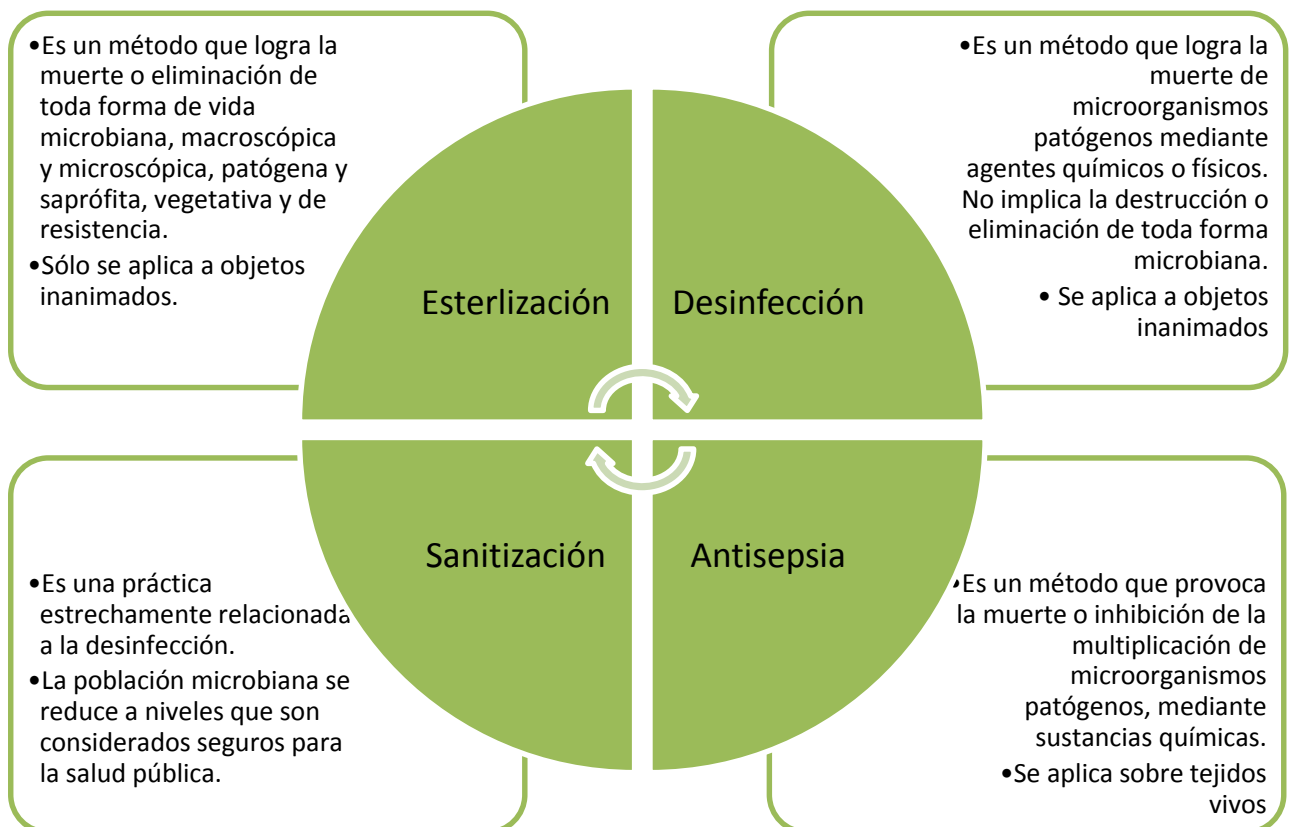 •Es un método que logra la
muerte o eliminación de
toda forma de vida
microbiana, macroscópica
y microscópica, patógena y
saprófita, vegetativa y de
resistencia.
•Sólo se aplica a objetos
inanimados.
•Es un método que logra la
muerte de
microorganismos
patógenos mediante
agentes químicos o físicos.
No implica la destrucción o
eliminación de toda forma
microbiana.
• Se aplica a objetos
inanimados
Esterlización
Desinfección
Sanitización
Antisepsia
•Es una práctica
estrechamente relacionada
a la desinfección.
•La población microbiana se
reduce a niveles que son
considerados seguros para
la salud pública.
•Es un método que provoca
la muerte o inhibición de la
multiplicación de
microorganismos
patógenos, mediante
sustancias químicas.
•Se aplica sobre tejidos
vivos